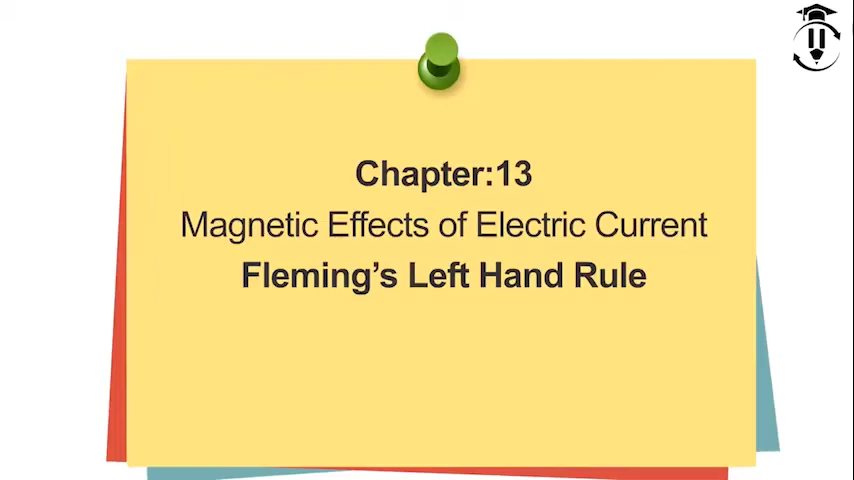 Chapter:13
Magnetic Effects of Electric Current
Fleming’s Left Hand Rule